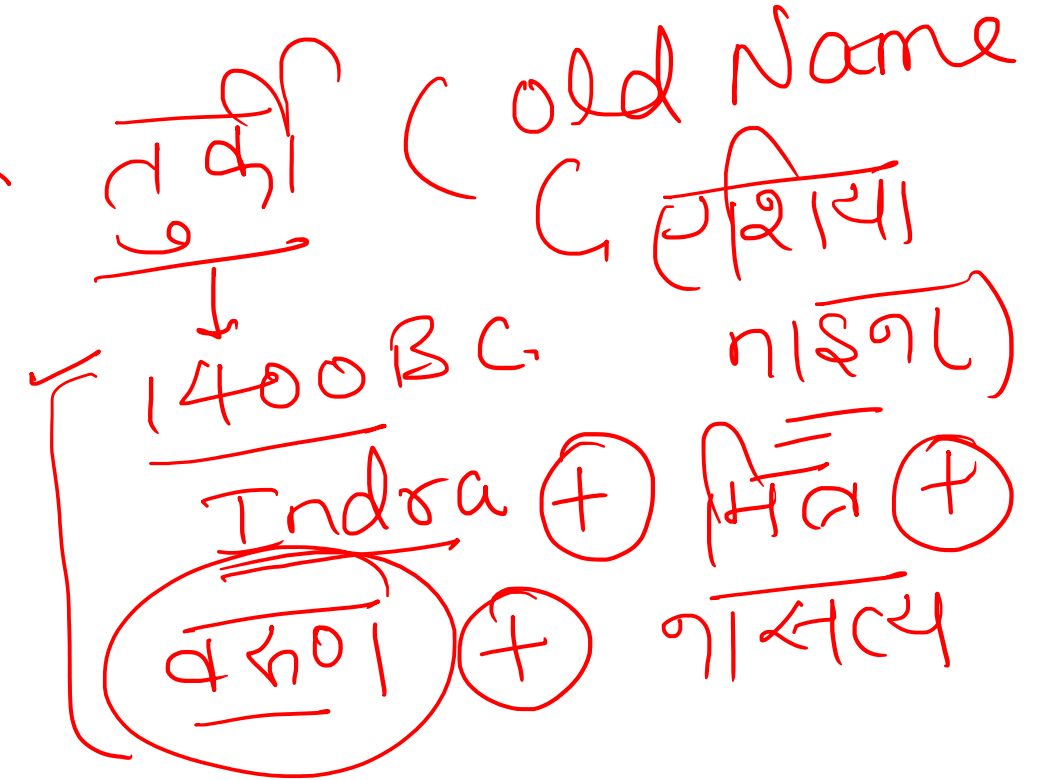 तुर्की ( old Name
( एशिया
माइनर )
1400 BC
Indra + मित्र +
वरुण + नासत्य